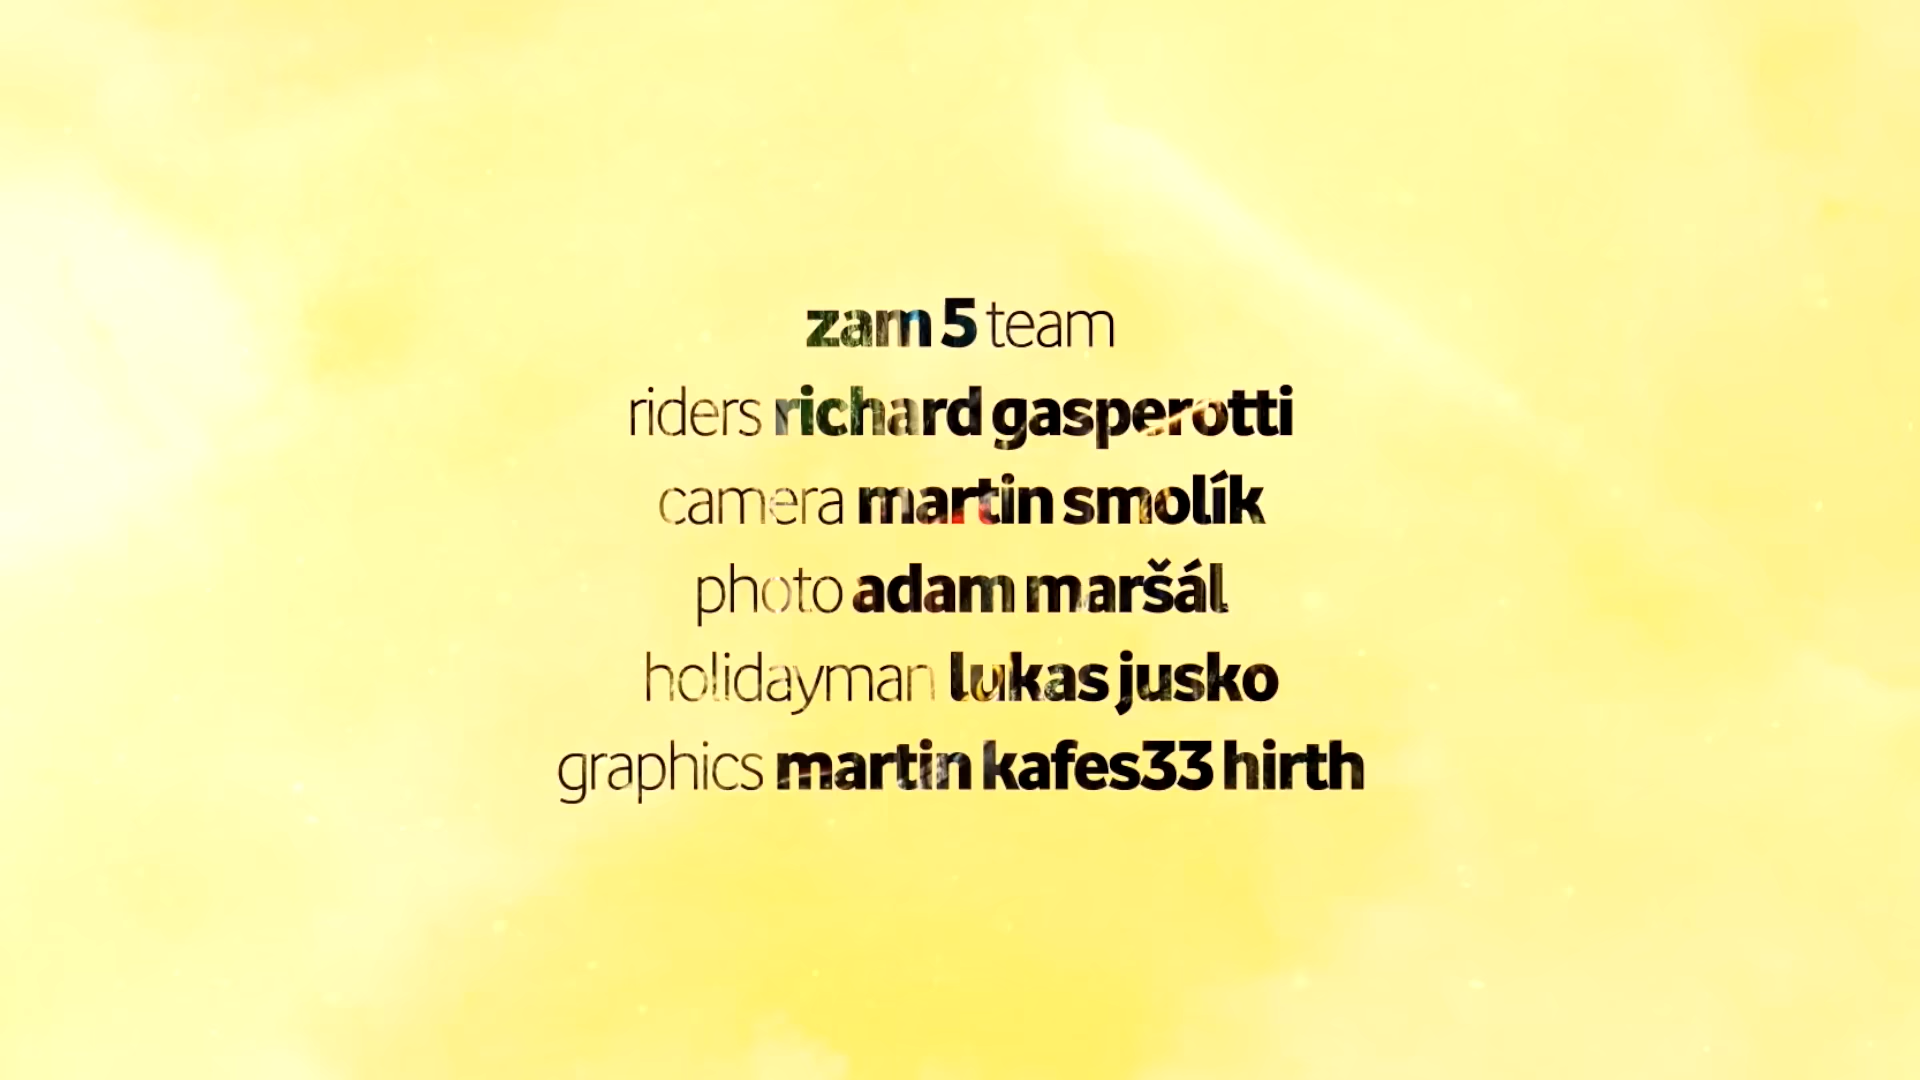 zam 5 team
riders richard gasperotti
camera martin smolík
photo adam maršál
holidayman lukas jusko
graphics martin kafes33 hirth